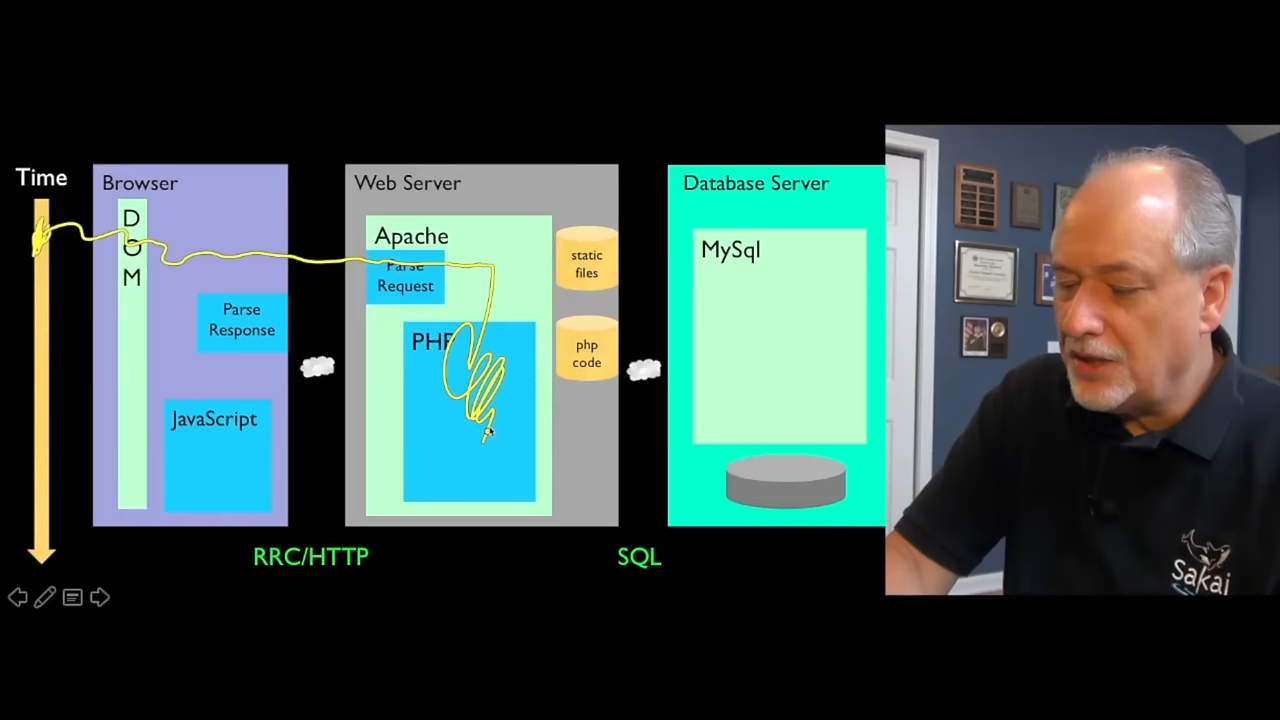 Time
Browser
D
O
M
Parse
Response
JavaScript
Web Server
Apache
Parse
Request
PHP
static
files
php
code
Database Server
MySql
RRC/HTTP
SQL
sakai